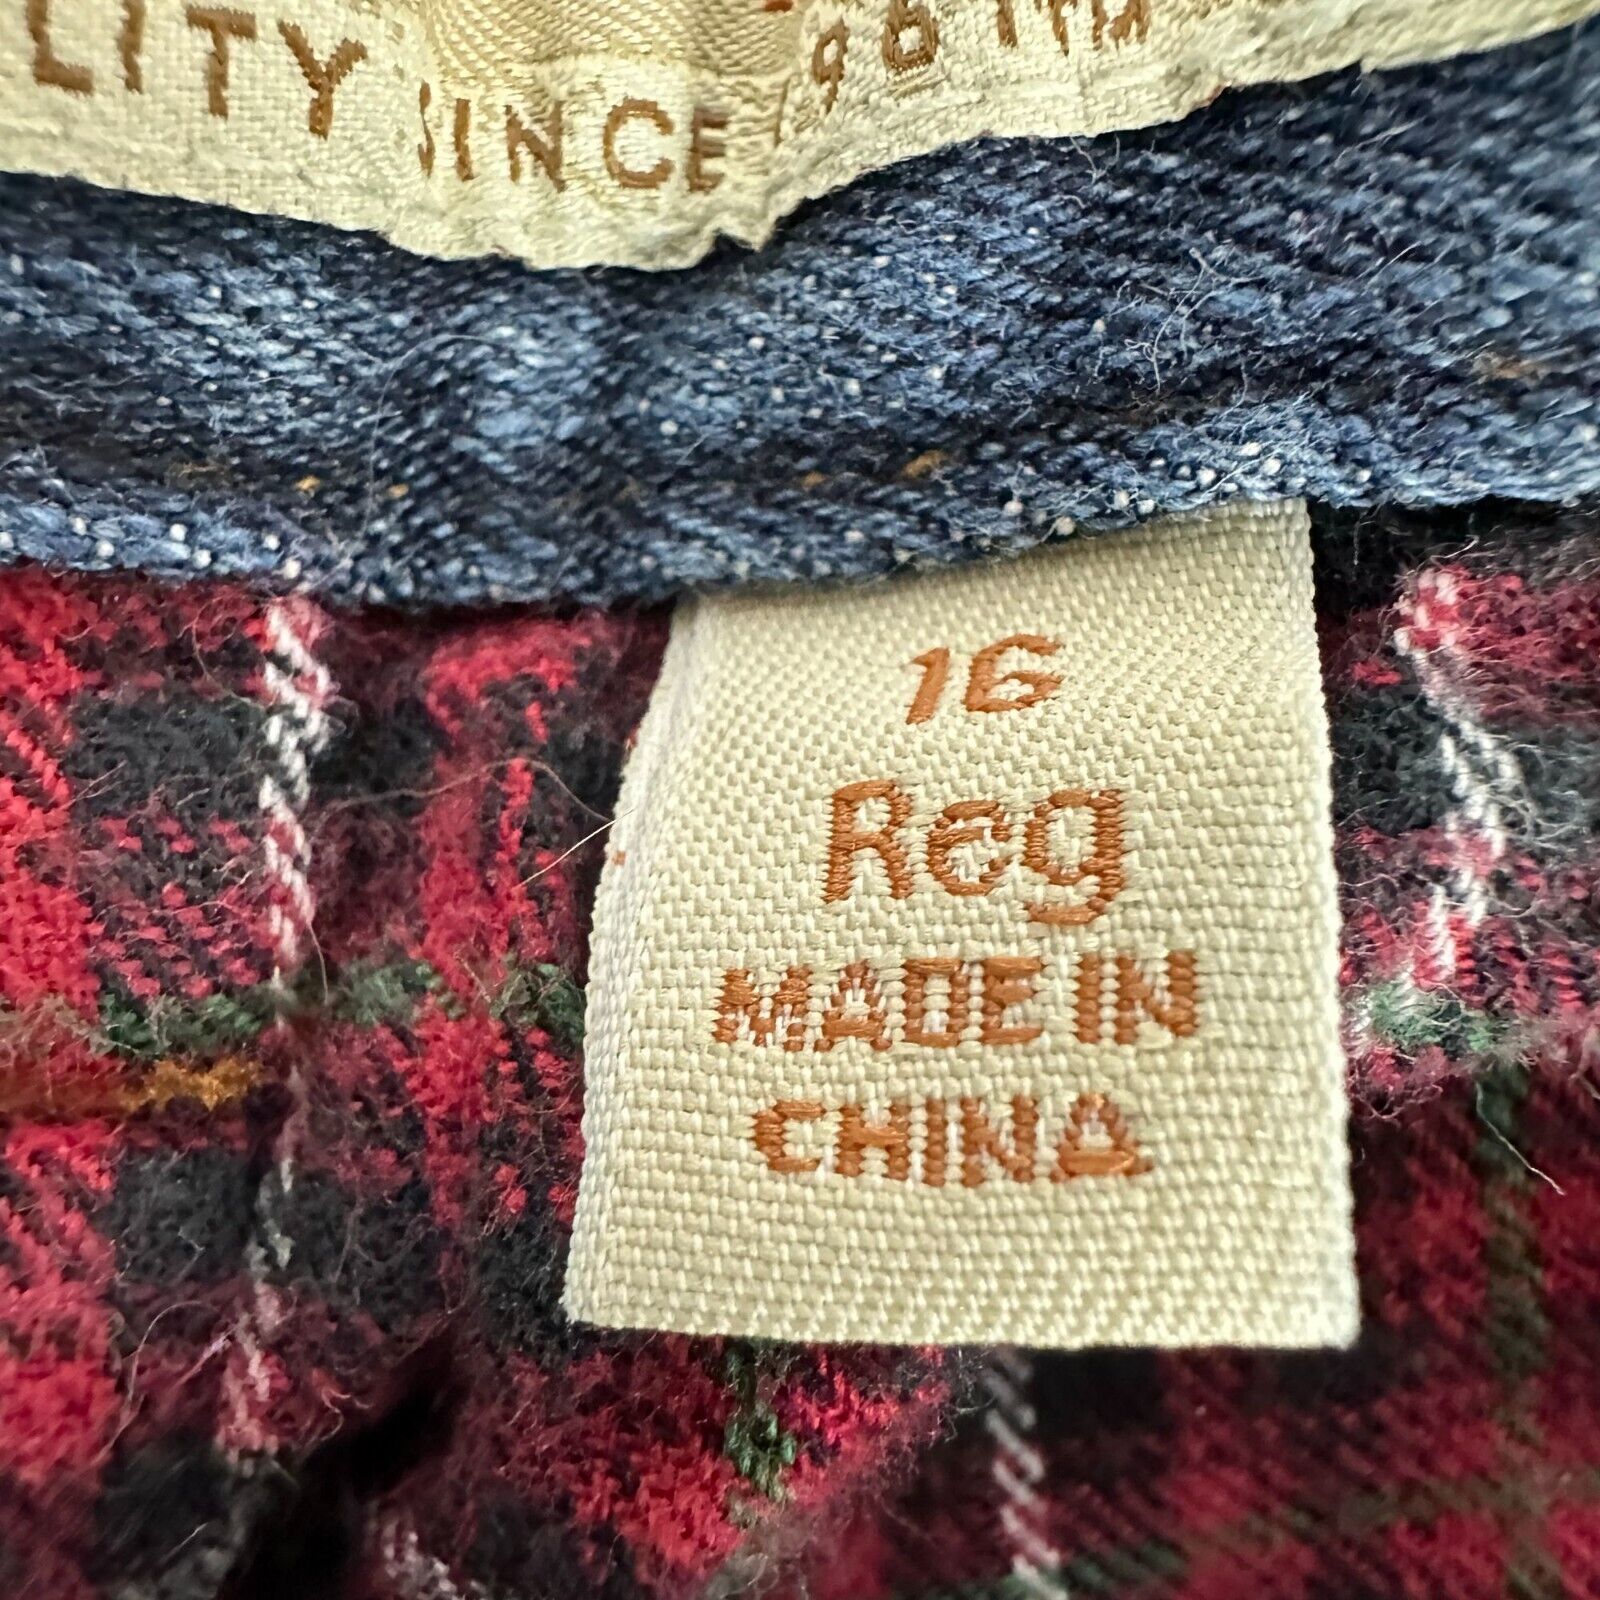 LITY SINCE
16
Reg
MADE IN
CHINA